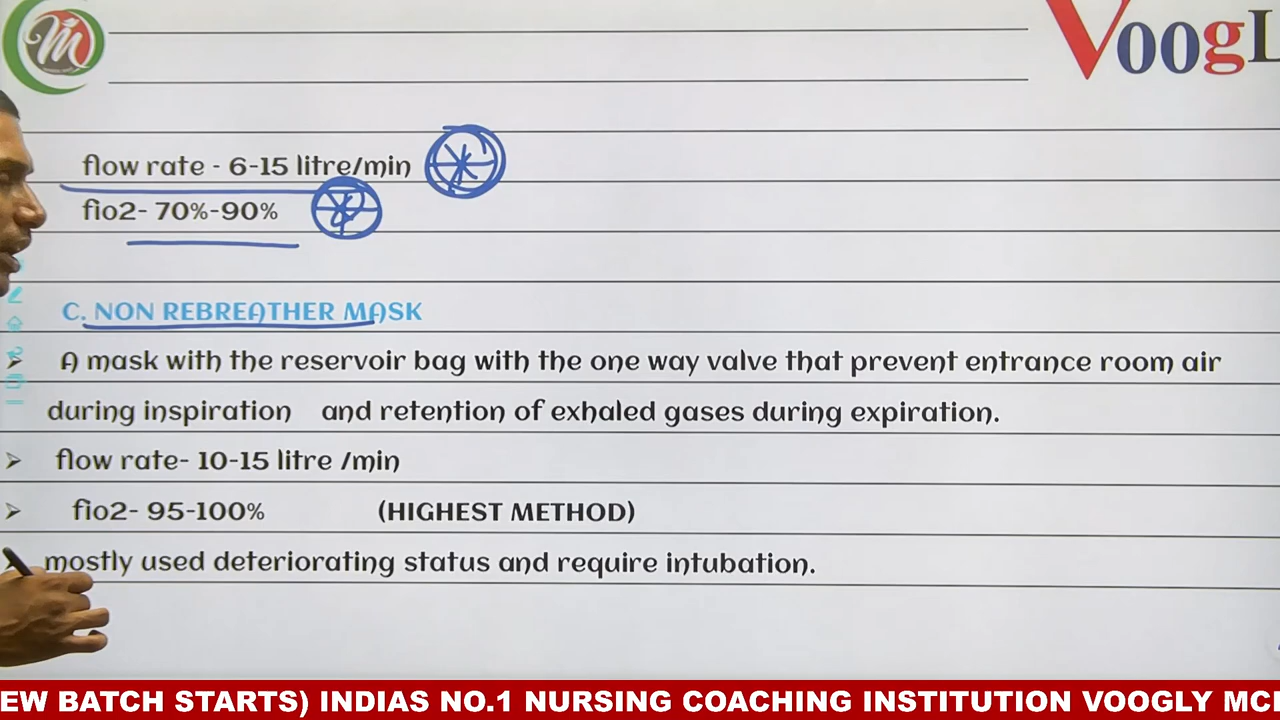 m
VoogL
flow rate - 6-15 litre/min
fio2- 70%-90%
C. NON REBREATHER MASK
➢ A mask with the reservoir bag with the one way valve that prevent entrance room air
during inspiration and retention of exhaled gases during expiration.
➢ flow rate- 10-15 litre /min
➢ fio2- 95-100% (HIGHEST METHOD)
➢ mostly used deteriorating status and require intubation.
EW BATCH STARTS) INDIAS NO.1 NURSING COACHING INSTITUTION VOOGLY MC